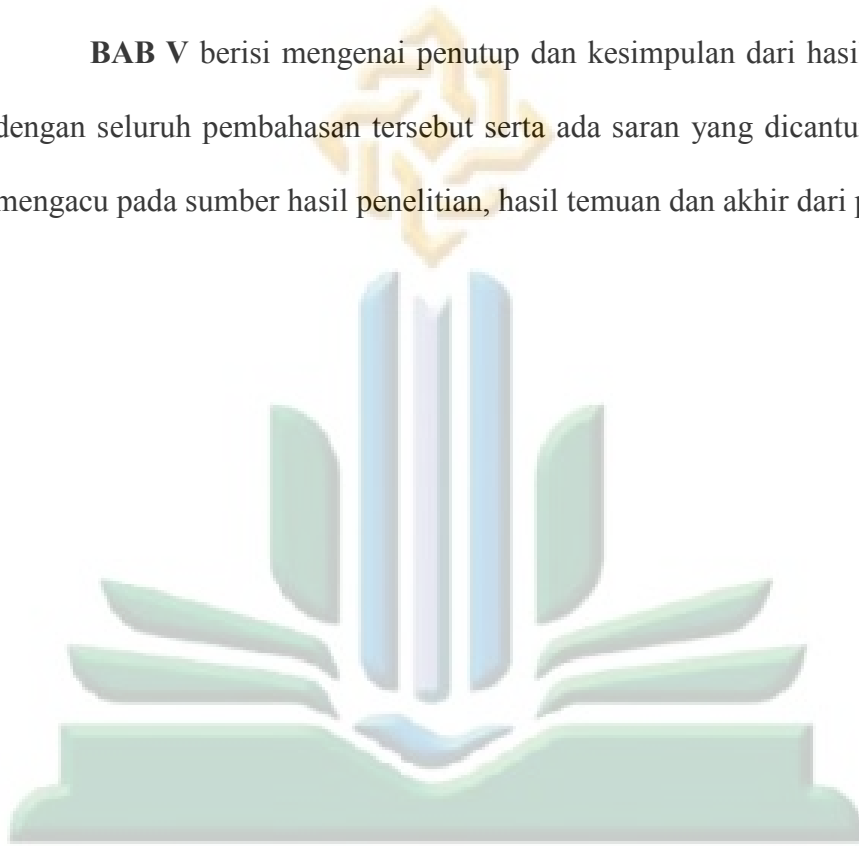 BAB V berisi mengenai penutup dan kesimpulan dari hasi
dengan seluruh pembahasan tersebut serta ada saran yang dicantu
mengacu pada sumber hasil penelitian, hasil temuan dan akhir dari p